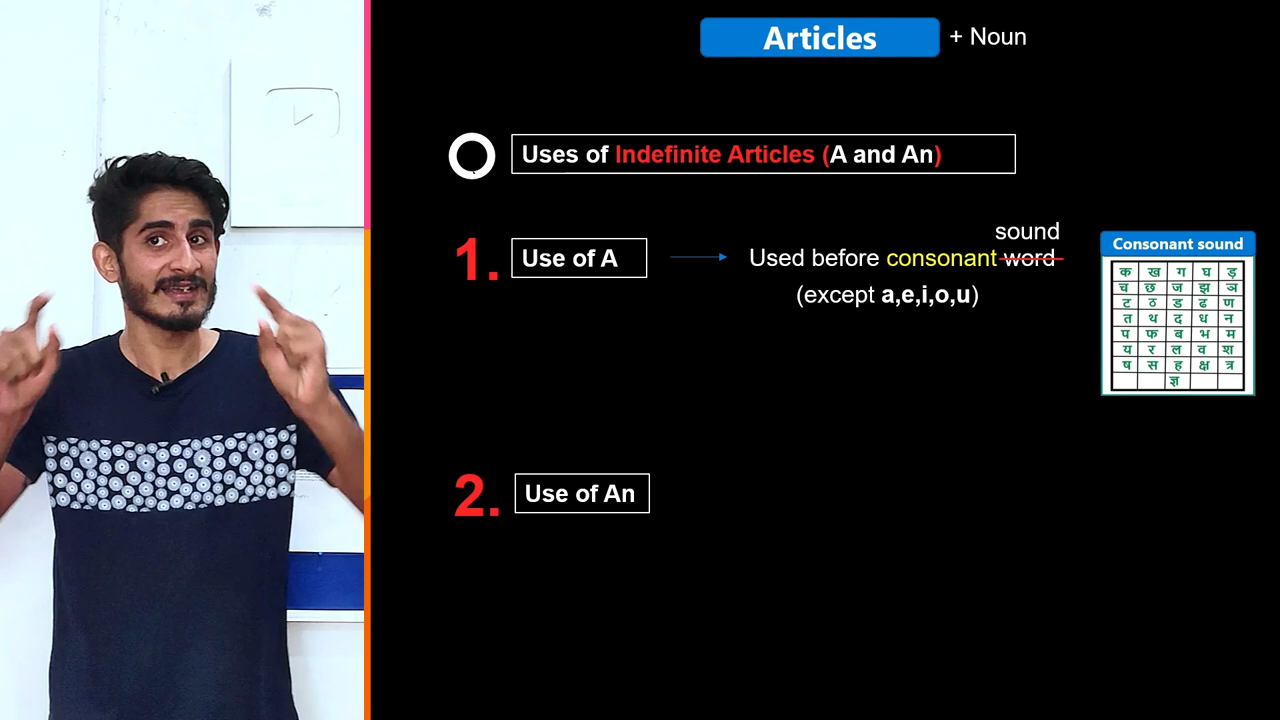 Articles + Noun
Uses of Indefinite Articles (A and An)
1. Use of A
sound
Used before consonant word
(except a,e,i,o,u)
Consonant sound
क ख ग घ ड़
च छ ज झ ञ
ट ठ ड ढ ण
त थ द ध न
प फ ब भ म
य र ल व श
ष स ह क्ष त्र
ज्ञ
2. Use of An